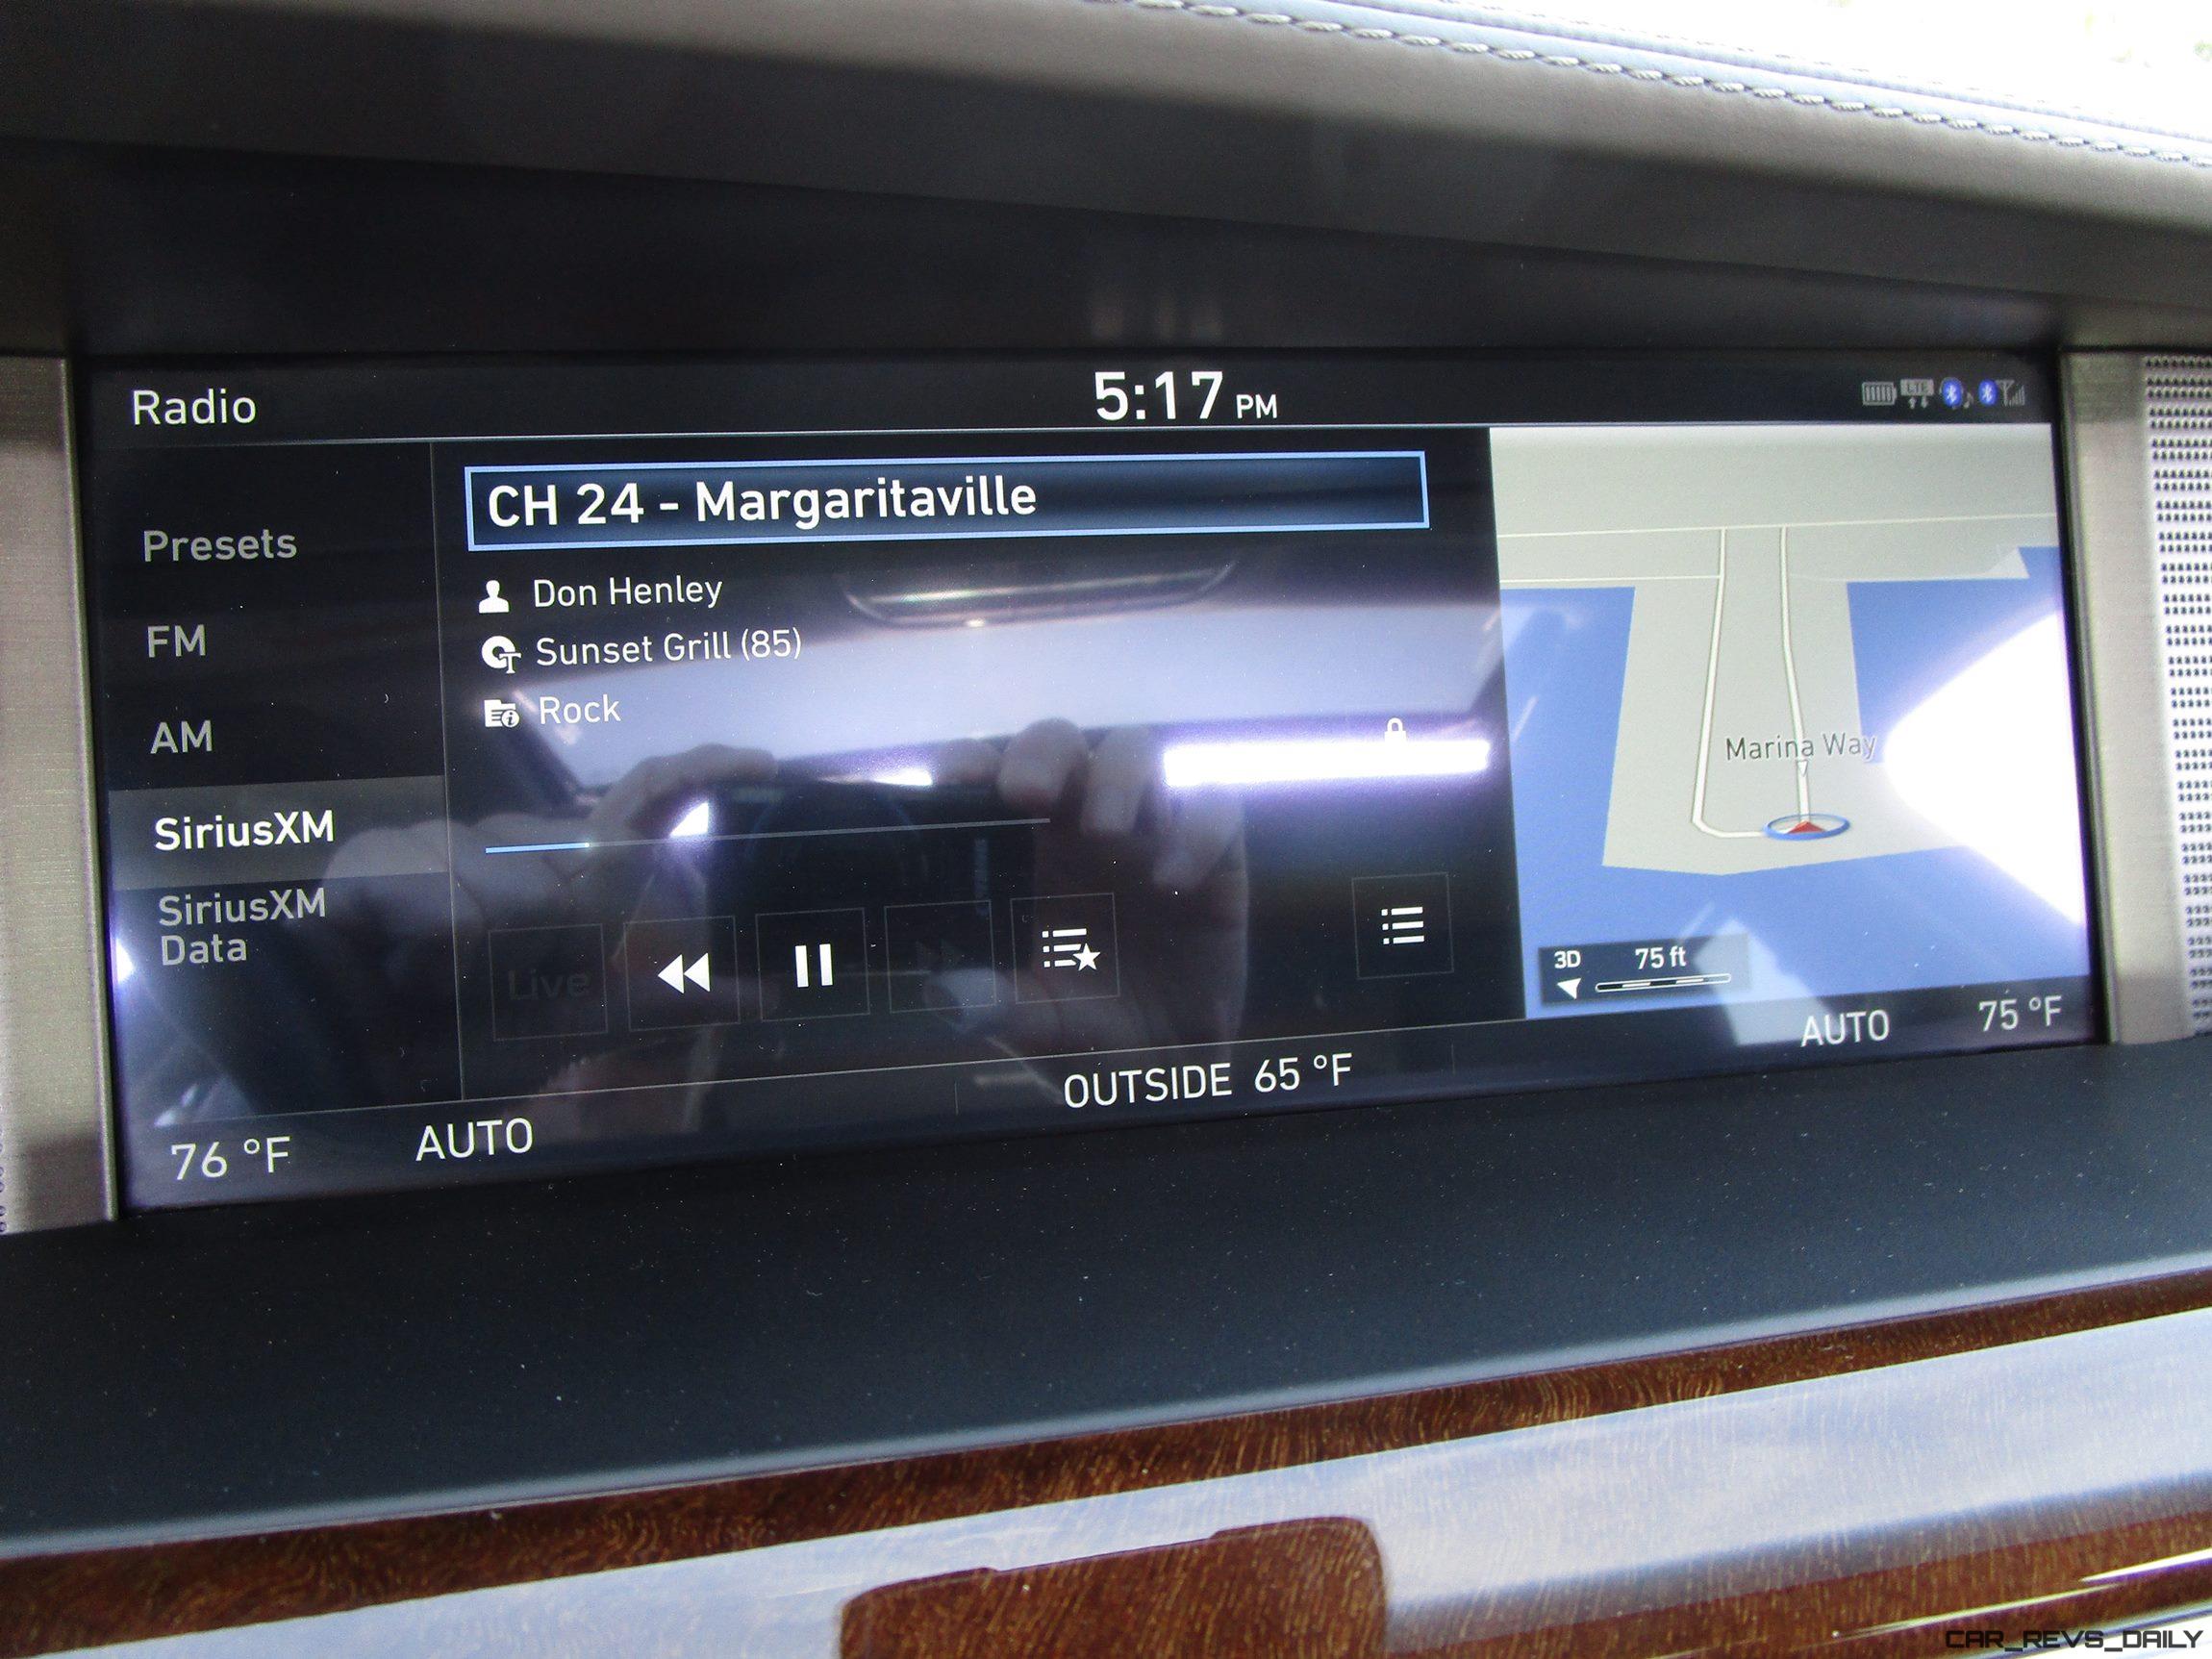 Radio
5:17 PM
LTE
Presets
FM
AM
SiriusXM
SiriusXM
Data
CH 24 - Margaritaville
Don Henley
Sunset Grill (85)
Rock
Live
Marina Way
3D 75 ft
76 °F AUTO OUTSIDE 65 °F AUTO 75 °F
CAR_REVS_DAILY